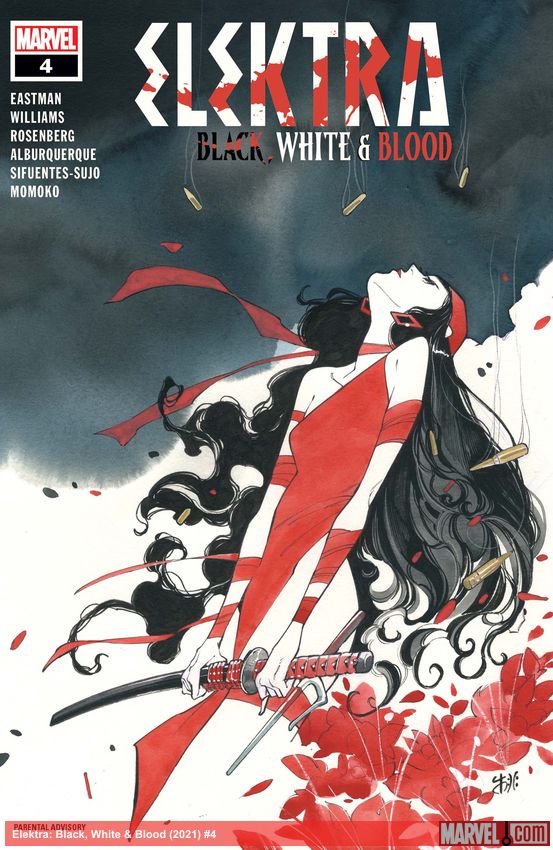 MARVEL
4
ELEKTRA
BLACK, WHITE & BLOOD
EASTMAN
WILLIAMS
ROSENBERG
ALBURQUERQUE
SIFUENTES-SUJO
MOMOKO
PARENTAL ADVISORY
Elektra: Black, White & Blood (2021) #4
MARVEL.com